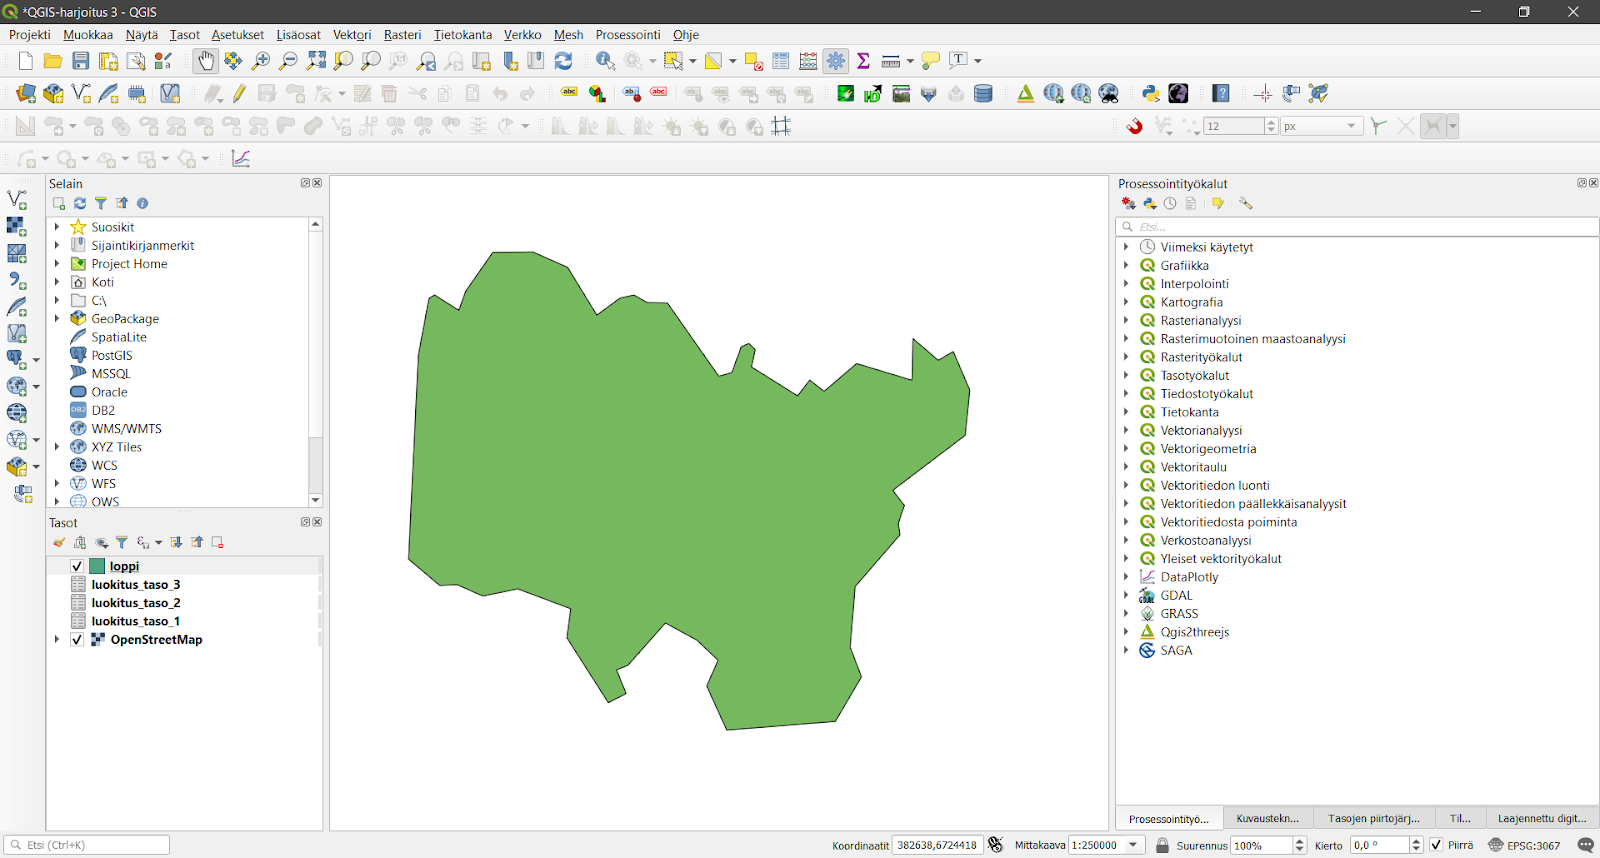 *QGIS-harjoitus 3 - QGIS
Projekti Muokkaa Näytä Tasot Asetukset Lisäosat Vektori Rasteri Tietokanta Verkko Mesh Prosessointi Ohje
12 px
Selain
Suosikit
Sijaintikirjanmerkit
Project Home
Koti
C:\
GeoPackage
SpatiaLite
PostGIS
MSSQL
Oracle
DB2
WMS/WMTS
XYZ Tiles
WCS
WFS
OWS
Tasot
loppi
luokitus_taso_3
luokitus_taso_2
luokitus_taso_1
OpenStreetMap
Prosessointityökalut
Etsi...
Viimeksi käytetyt
Grafiikka
Interpolointi
Kartografia
Rasterianalyysi
Rasterimuotoinen maastoanalyysi
Rasterityökalut
Tasotyökalut
Tiedostotyökalut
Tietokanta
Vektorianalyysi
Vektorigeometria
Vektoritaulu
Vektoritiedon luonti
Vektoritiedon päällekkäisanalyysit
Vektoritiedosta poiminta
Verkostoanalyysi
Yleiset vektorityökalut
DataPlotly
GDAL
GRASS
Qgis2threejs
SAGA
Prosessointityö... Kuvaustekn... Tasojen piirtojärj... Til... Laajennettu digit...
Etsi (Ctrl+K) Koordinaatit 382638,6724418 Mittakaava 1:250000 Suurennus 100% Kierto 0,0 ° Piirrä EPSG:3067